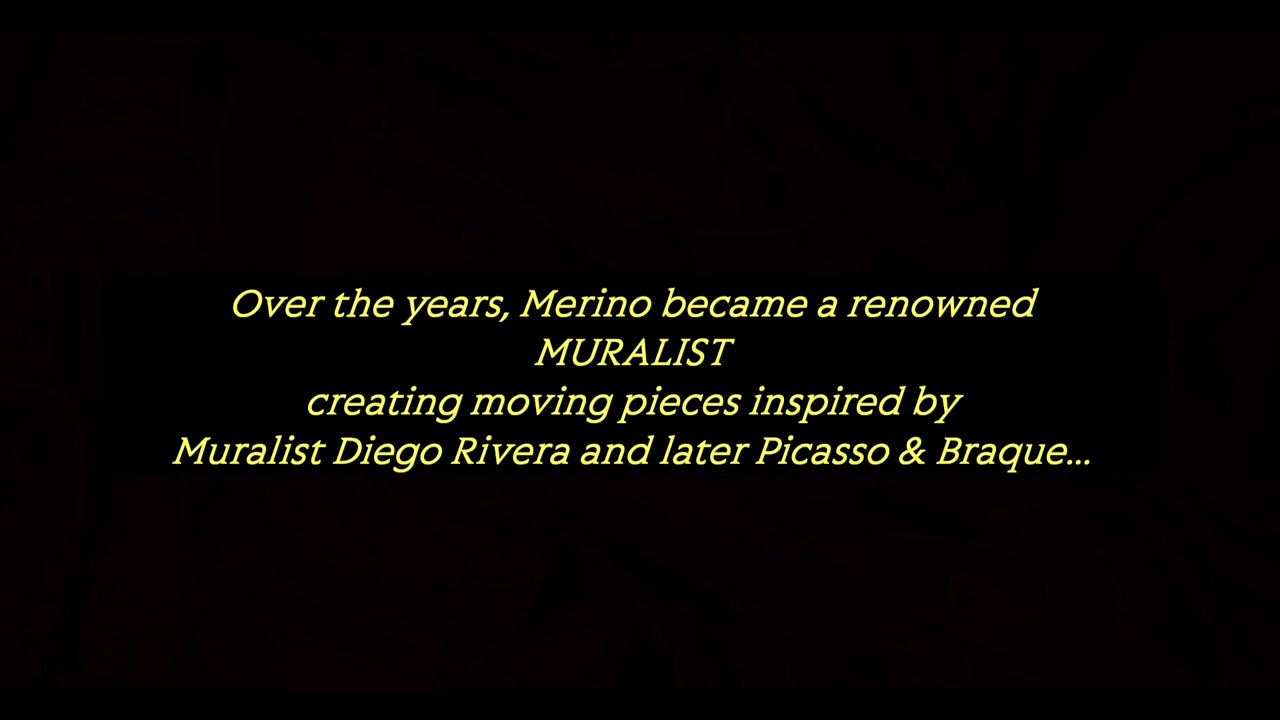 Over the years, Merino became a renowned
MURALIST
creating moving pieces inspired by
Muralist Diego Rivera and later Picasso & Braque...